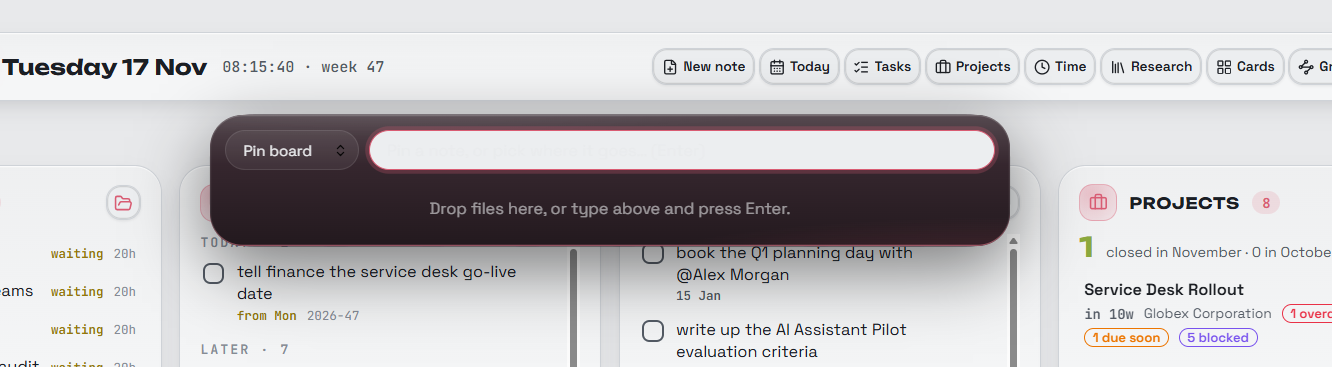 Tuesday 17 Nov 08:15:40 · week 47 New note Today Tasks Projects Time Research Cards
Pin board
Drop files here, or type above and press Enter.
waiting 20h
eams waiting 20h
waiting 20h
audit waiting 20h
TOD
tell finance the service desk go-live
date
from Mon 2026-47
LATER · 7
book the Q1 planning day with
@Alex Morgan
15 Jan
write up the AI Assistant Pilot
evaluation criteria
PROJECTS 8
1 closed in November · 0 in Octobe
Service Desk Rollout
in 10w Globex Corporation 1 overd
1 due soon 5 blocked